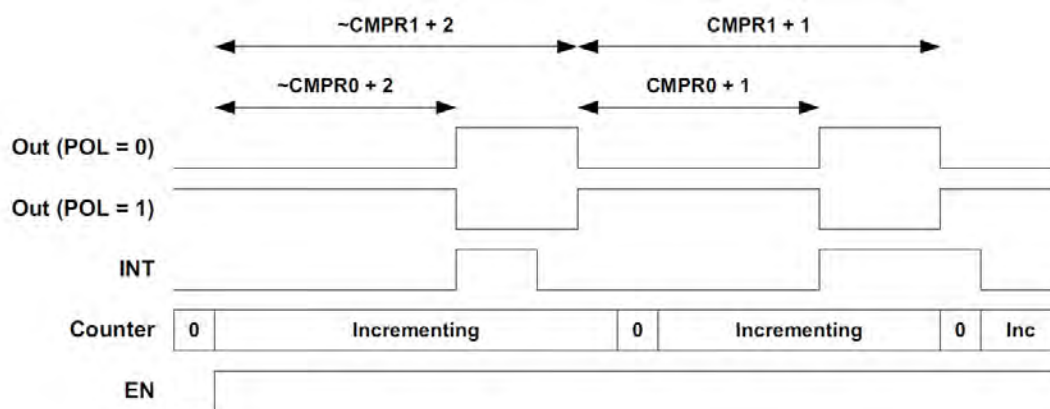 ~CMPR1 + 2 CMPR1 + 1
~CMPR0 + 2 CMPR0 + 1
Out (POL = 0)
Out (POL = 1)
INT
Counter 0 Incrementing 0 Incrementing 0 Inc
EN